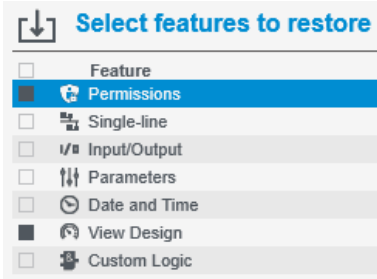 Select features to restore
Feature
Permissions
Single-line
I/O Input/Output
Parameters
Date and Time
View Design
Custom Logic